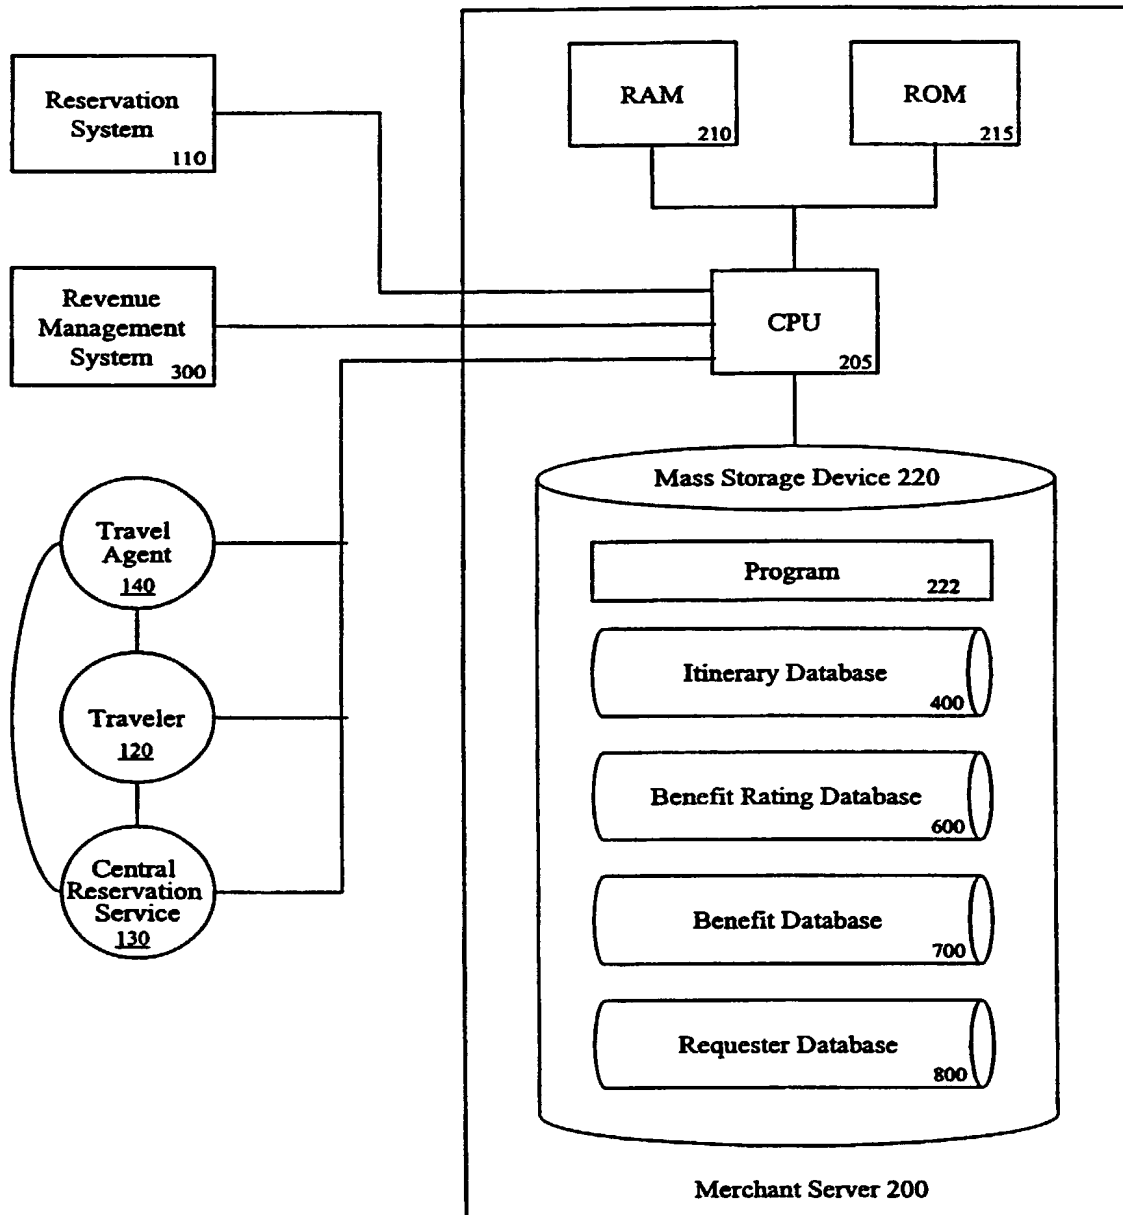 Reservation
System
110
Revenue
Management
System
300
Travel
Agent
140
Traveler
120
Central
Reservation
Service
130
RAM
210
ROM
215
CPU
205
Mass Storage Device 220
Program
222
Itinerary Database
400
Benefit Rating Database
600
Benefit Database
700
Requester Database
800
Merchant Server 200